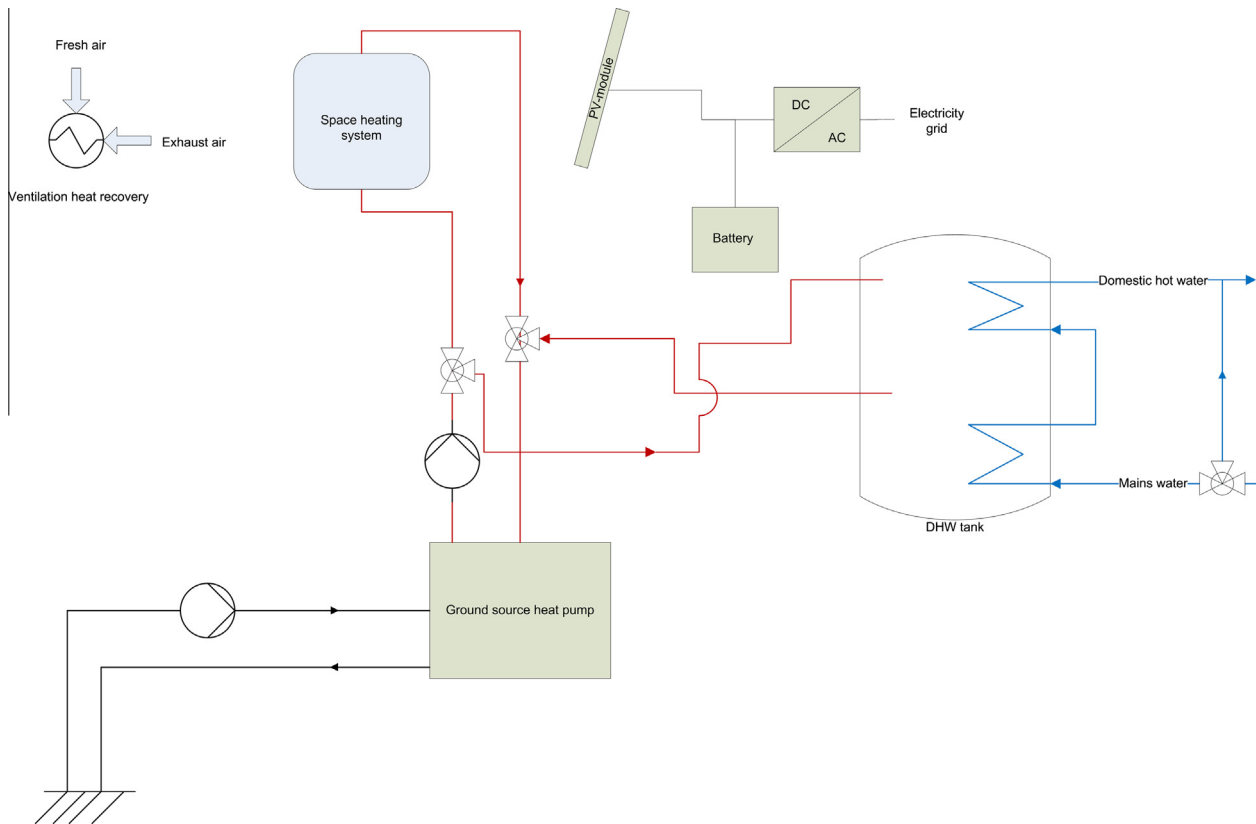 Fresh air
Exhaust air
Ventilation heat recovery
Space heating
system
PV-module
DC
AC
Electricity
grid
Battery
Domestic hot water
Mains water
DHW tank
Ground source heat pump